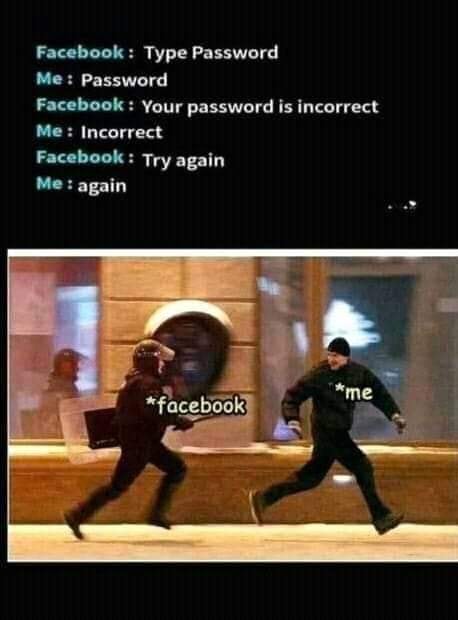 Facebook : Type Password
Me : Password
Facebook : Your password is incorrect
Me : Incorrect
Facebook : Try again
Me : again
*facebook
*me